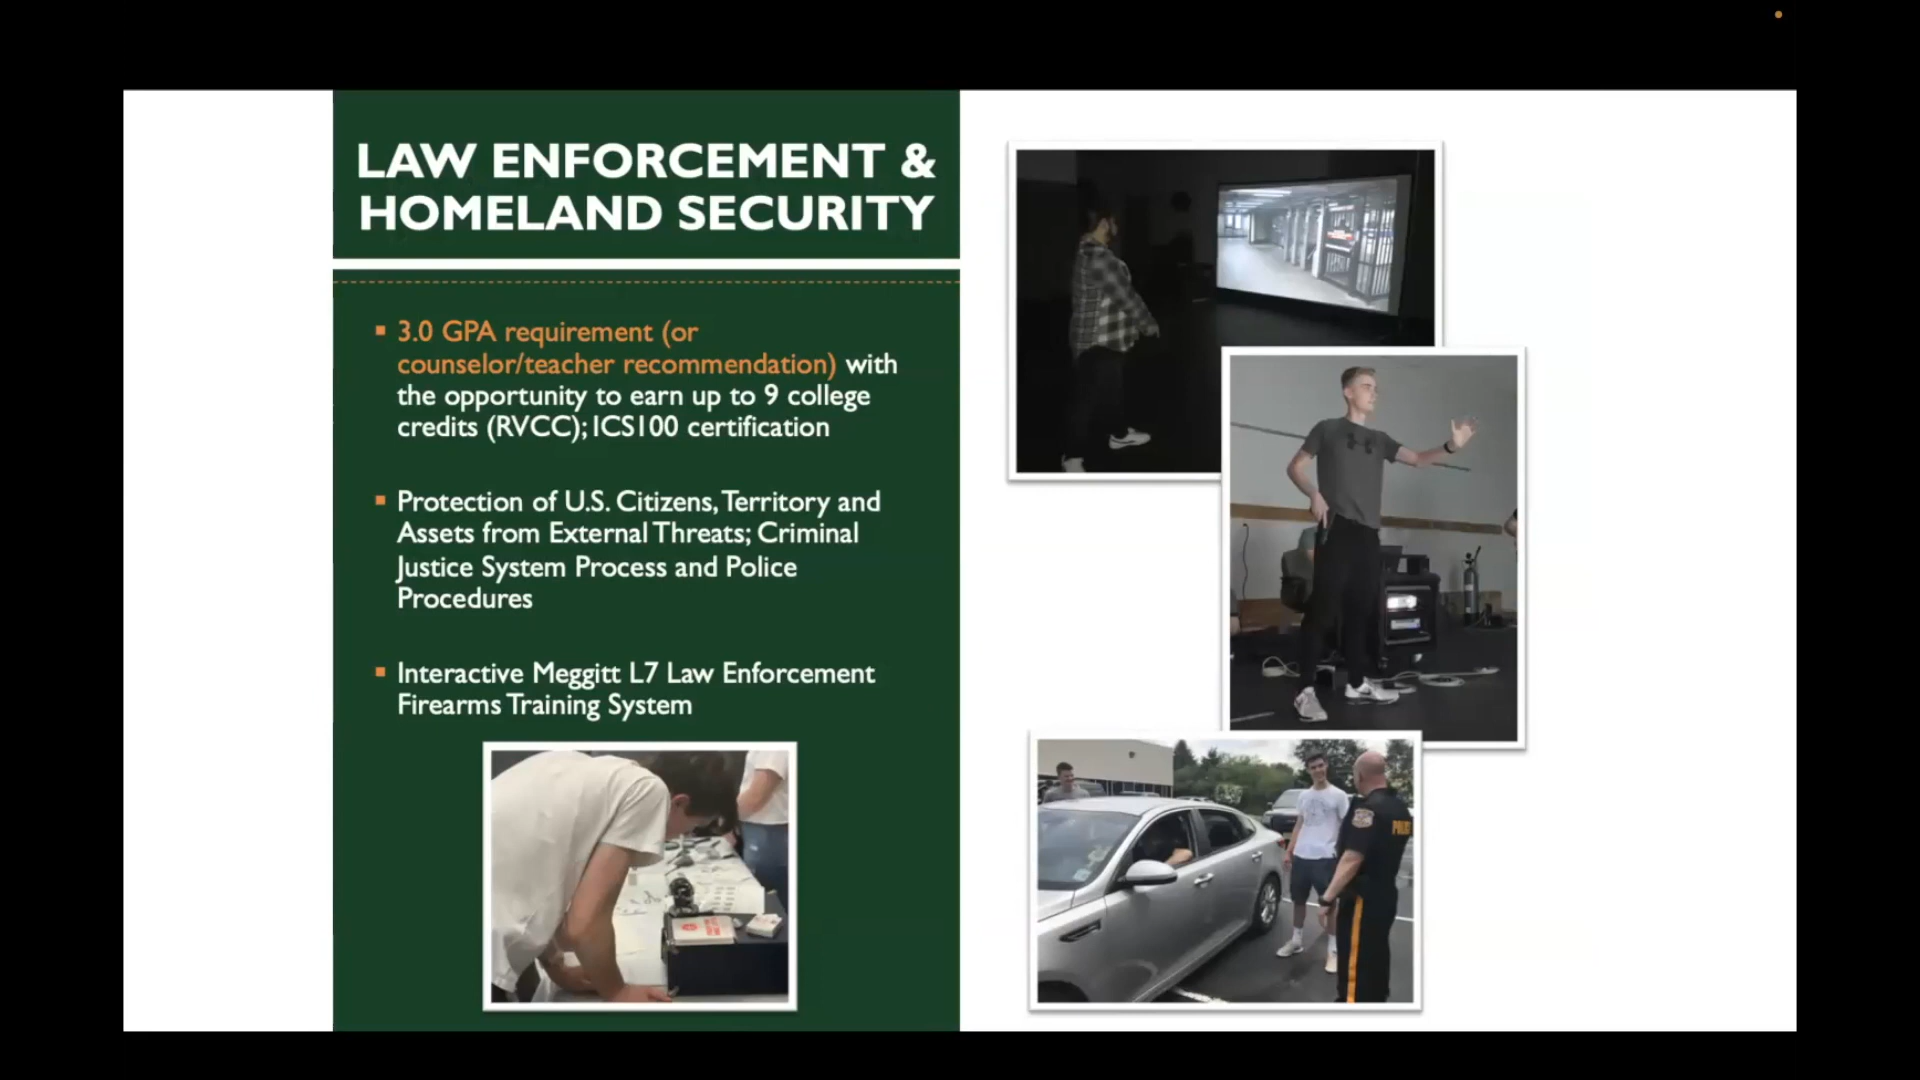 LAW ENFORCEMENT &
HOMELAND SECURITY
▪ 3.0 GPA requirement (or
counselor/teacher recommendation) with
the opportunity to earn up to 9 college
credits (RVCC); ICS100 certification
▪ Protection of U.S. Citizens, Territory and
Assets from External Threats; Criminal
Justice System Process and Police
Procedures
▪ Interactive Meggitt L7 Law Enforcement
Firearms Training System